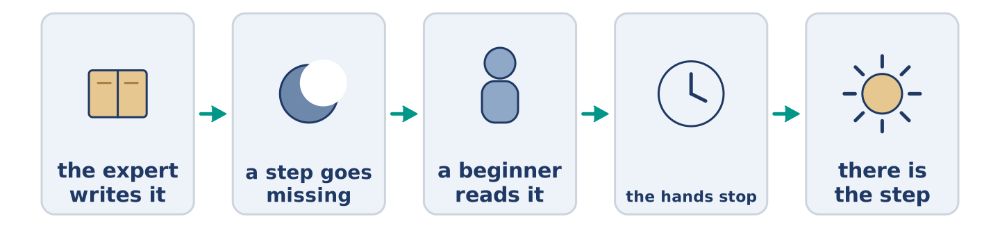 the expert
writes it
a step goes
missing
a beginner
reads it
the hands stop
there is
the step